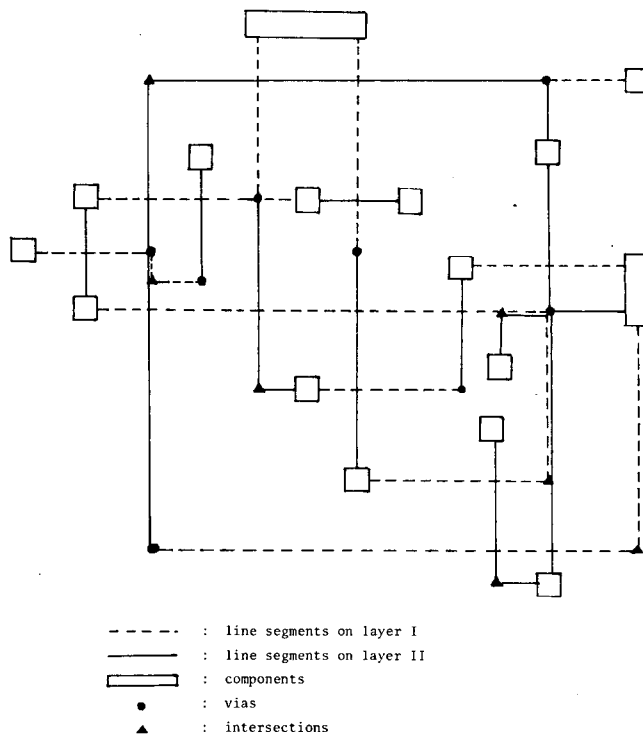 : line segments on layer I
: line segments on layer II
: components
: vias
: intersections